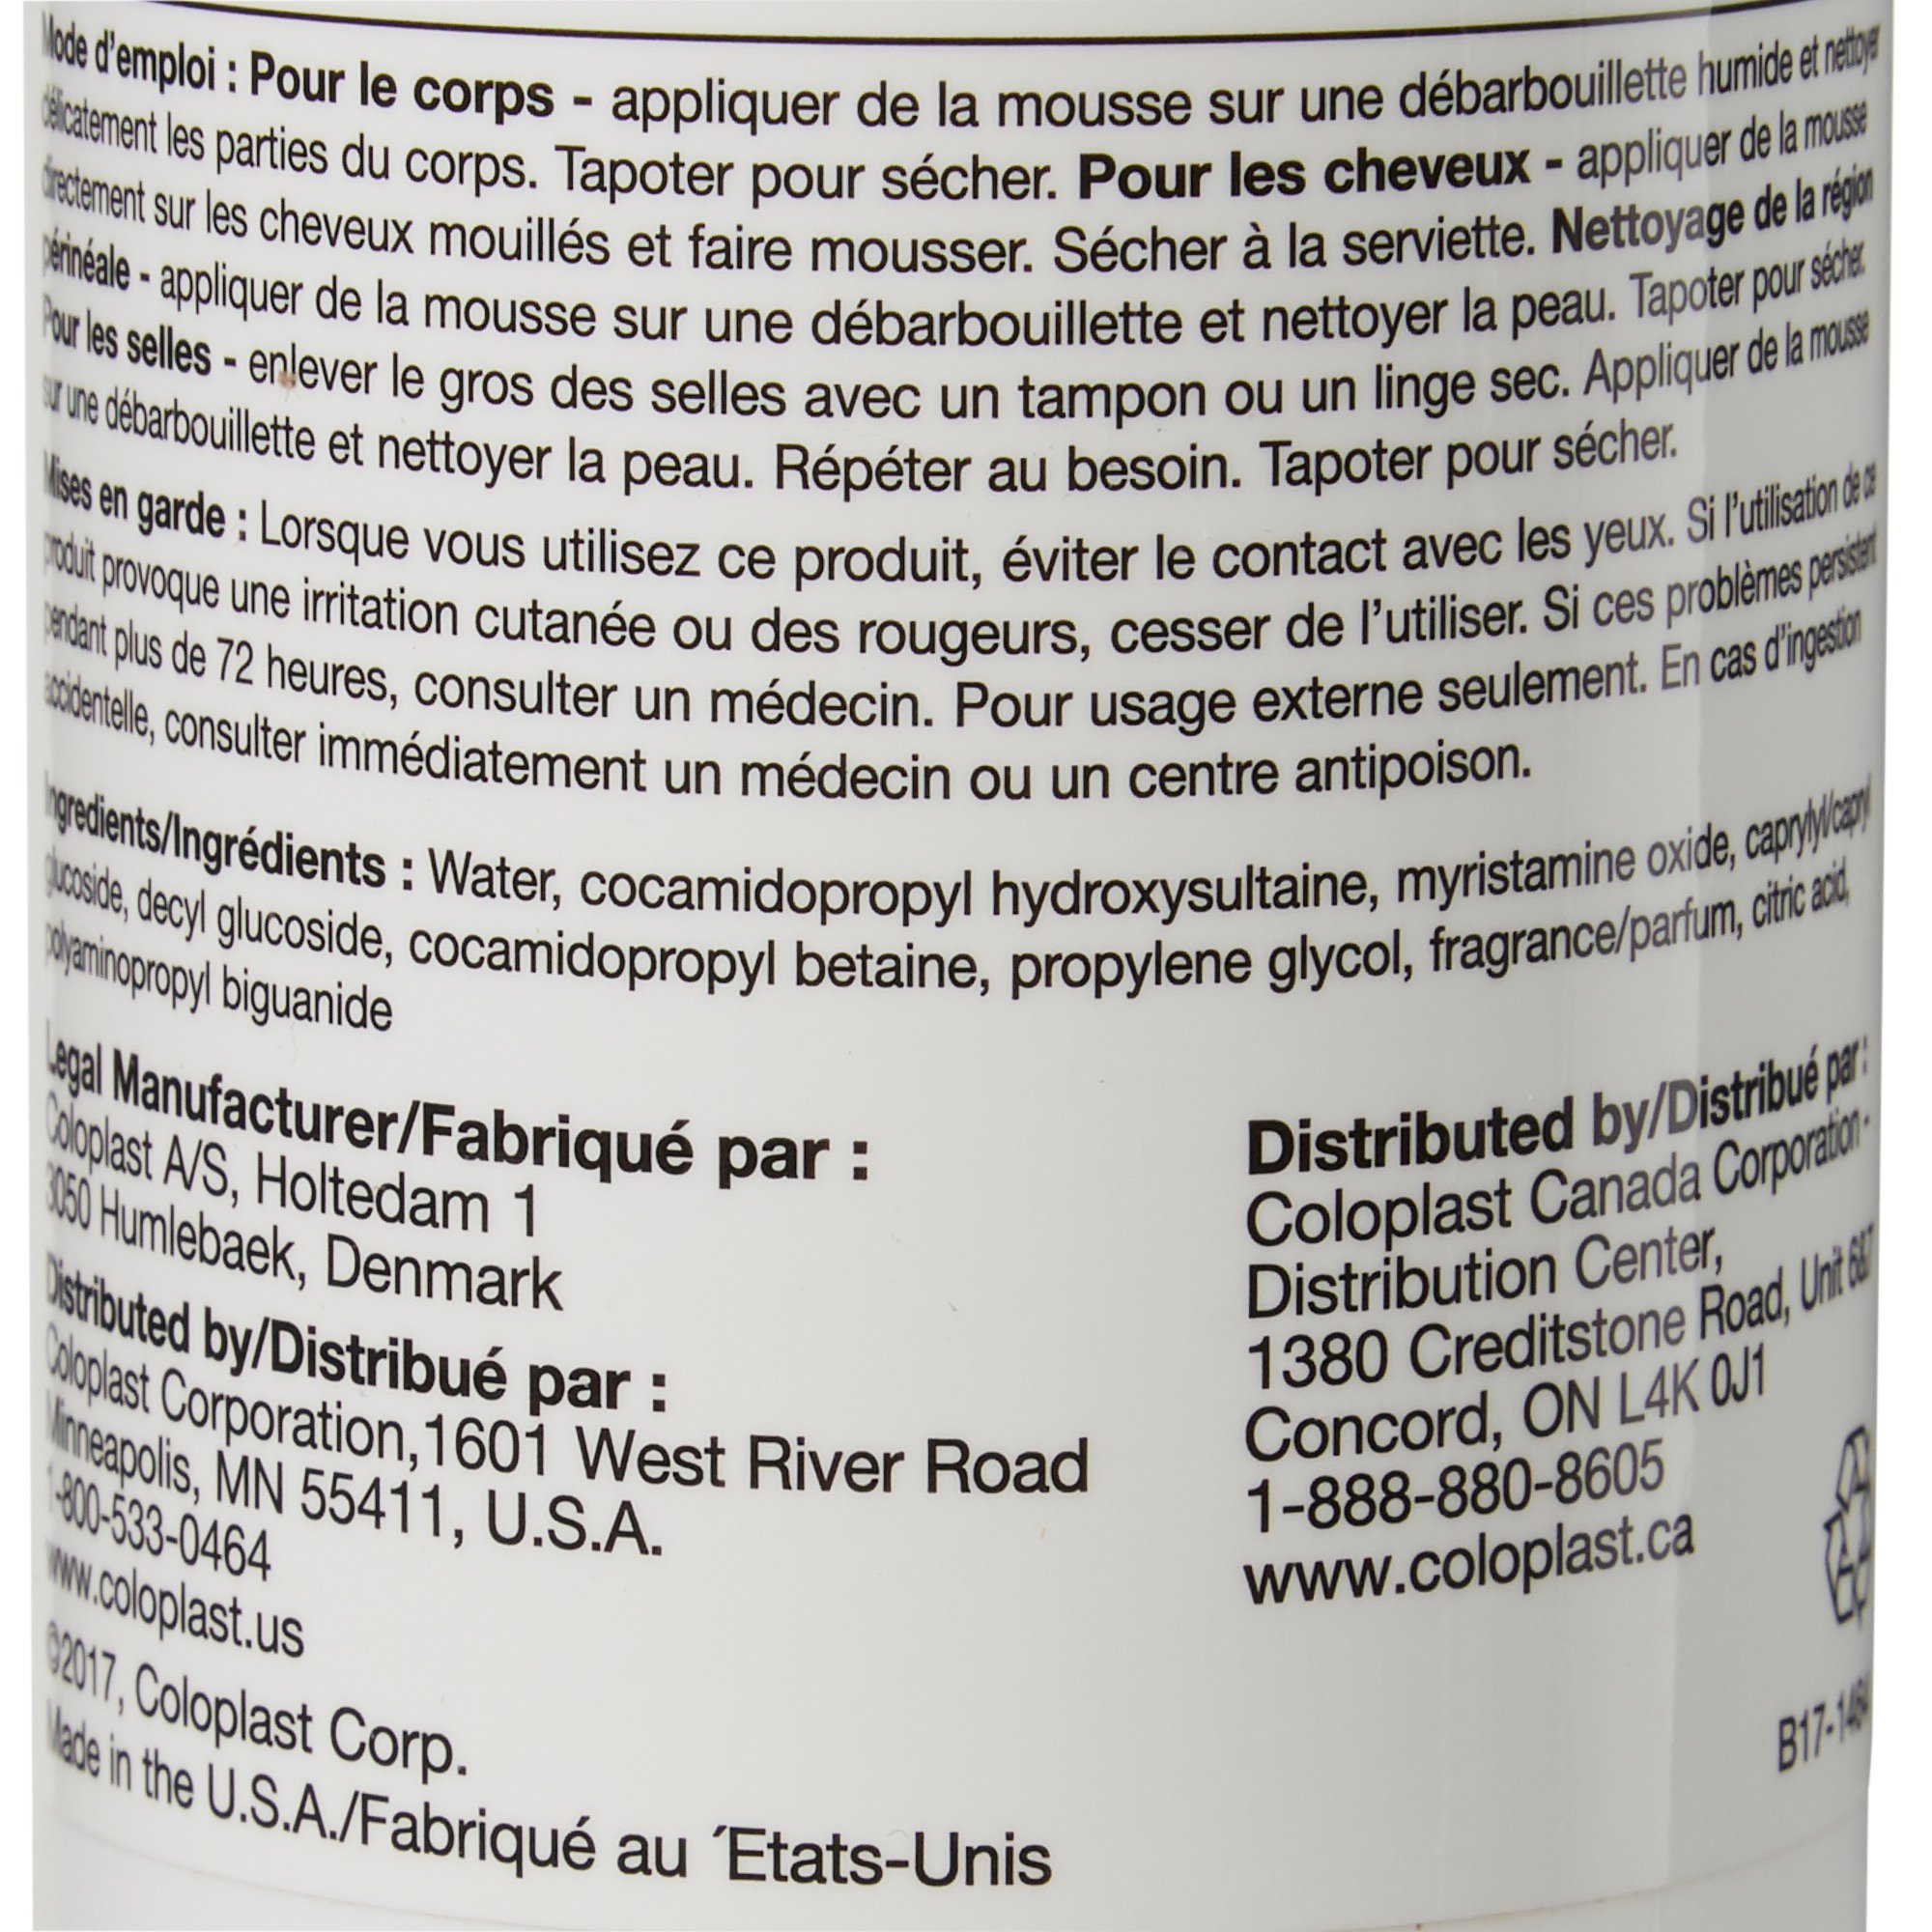 Mode d'emploi : Pour le corps - appliquer de la mousse sur une débarbouillette humide et nettoyer
délicatement les parties du corps. Tapoter pour sécher. Pour les cheveux - appliquer de la mousse
directement sur les cheveux mouillés et faire mousser. Sécher à la serviette. Nettoyage de la région
périnéale - appliquer de la mousse sur une débarbouillette et nettoyer la peau. Tapoter pour sécher.
Pour les selles - enlever le gros des selles avec un tampon ou un linge sec. Appliquer de la mousse
sur une débarbouillette et nettoyer la peau. Répéter au besoin. Tapoter pour sécher.
Mises en garde : Lorsque vous utilisez ce produit, éviter le contact avec les yeux. Si l'utilisation de ce
produit provoque une irritation cutanée ou des rougeurs, cesser de l'utiliser. Si ces problèmes persistent
pendant plus de 72 heures, consulter un médecin. Pour usage externe seulement. En cas d'ingestion
accidentelle, consulter immédiatement un médecin ou un centre antipoison.
Ingredients/Ingrédients : Water, cocamidopropyl hydroxysultaine, myristamine oxide, caprylyl/capryl
glucoside, decyl glucoside, cocamidopropyl betaine, propylene glycol, fragrance/parfum, citric acid,
polyaminopropyl biguanide
Legal Manufacturer/Fabriqué par :
Coloplast A/S, Holtedam 1
3050 Humlebaek, Denmark
Distributed by/Distribué par :
Coloplast Corporation,1601 West River Road
Minneapolis, MN 55411, U.S.A.
1-800-533-0464
www.coloplast.us
©2017, Coloplast Corp.
Made in the U.S.A./Fabriqué au ´Etats-Unis
Distributed by/Distribué par :
Coloplast Canada Corporation -
Distribution Center,
1380 Creditstone Road, Unit
Concord, ON L4K 0J1
1-888-880-8605
www.coloplast.ca